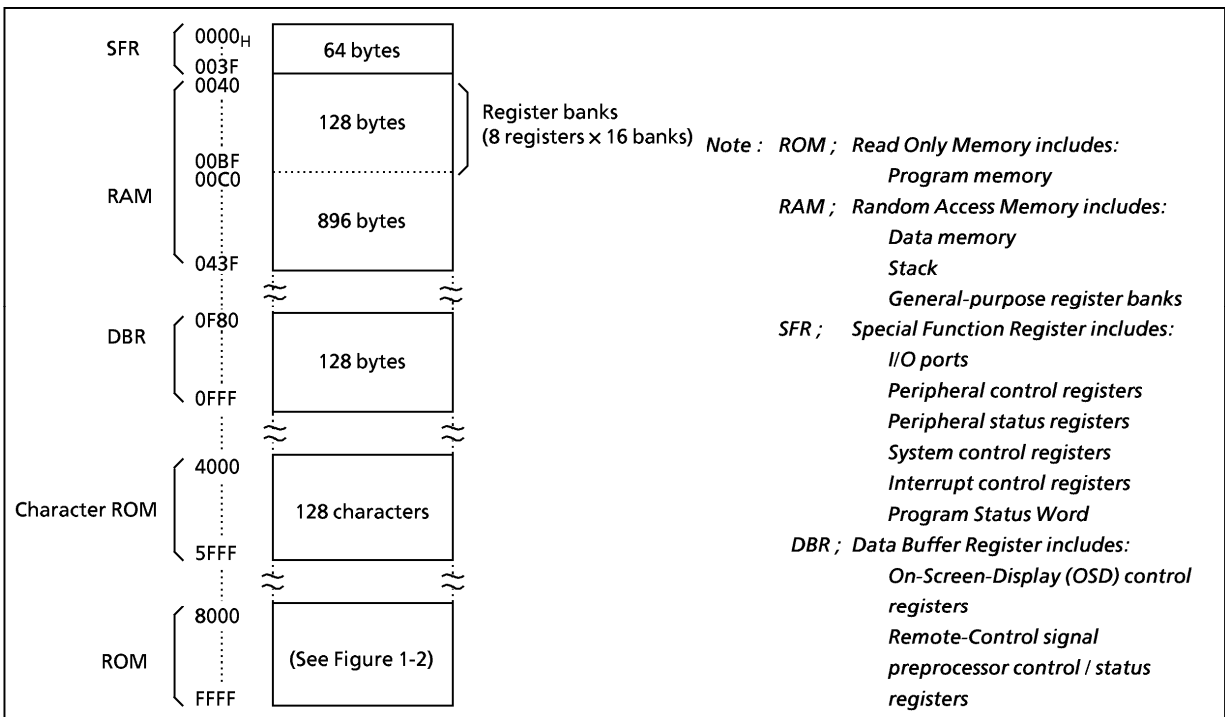 SFR
0000H
003F
64 bytes
RAM
0040
00BF
00C0
043F
128 bytes
896 bytes
Register banks
(8 registers × 16 banks)
DBR
0F80
0FFF
128 bytes
Character ROM
4000
5FFF
128 characters
ROM
8000
FFFF
(See Figure 1-2)
Note : ROM ; Read Only Memory includes:
Program memory
RAM ; Random Access Memory includes:
Data memory
Stack
General-purpose register banks
SFR ; Special Function Register includes:
I/O ports
Peripheral control registers
Peripheral status registers
System control registers
Interrupt control registers
Program Status Word
DBR ; Data Buffer Register includes:
On-Screen-Display (OSD) control
registers
Remote-Control signal
preprocessor control / status
registers